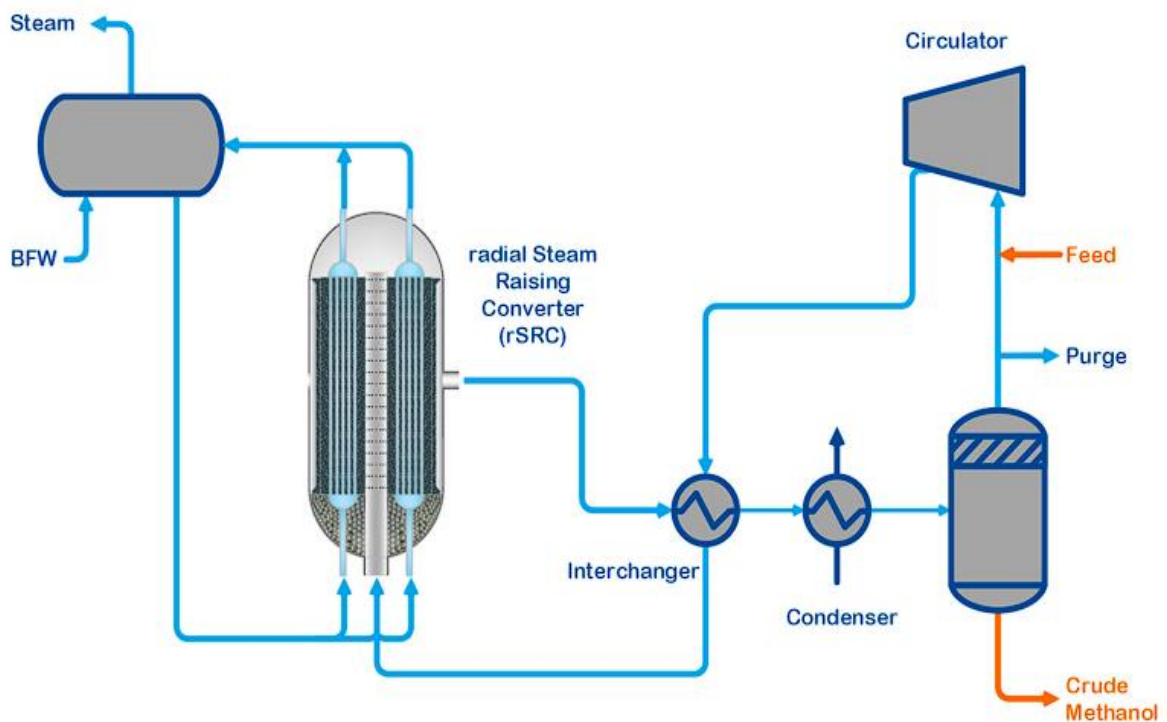 Steam
Circulator
BFW
radial Steam
Raising
Converter
(rSRC)
Feed
Purge
Interchanger
Condenser
Crude
Methanol